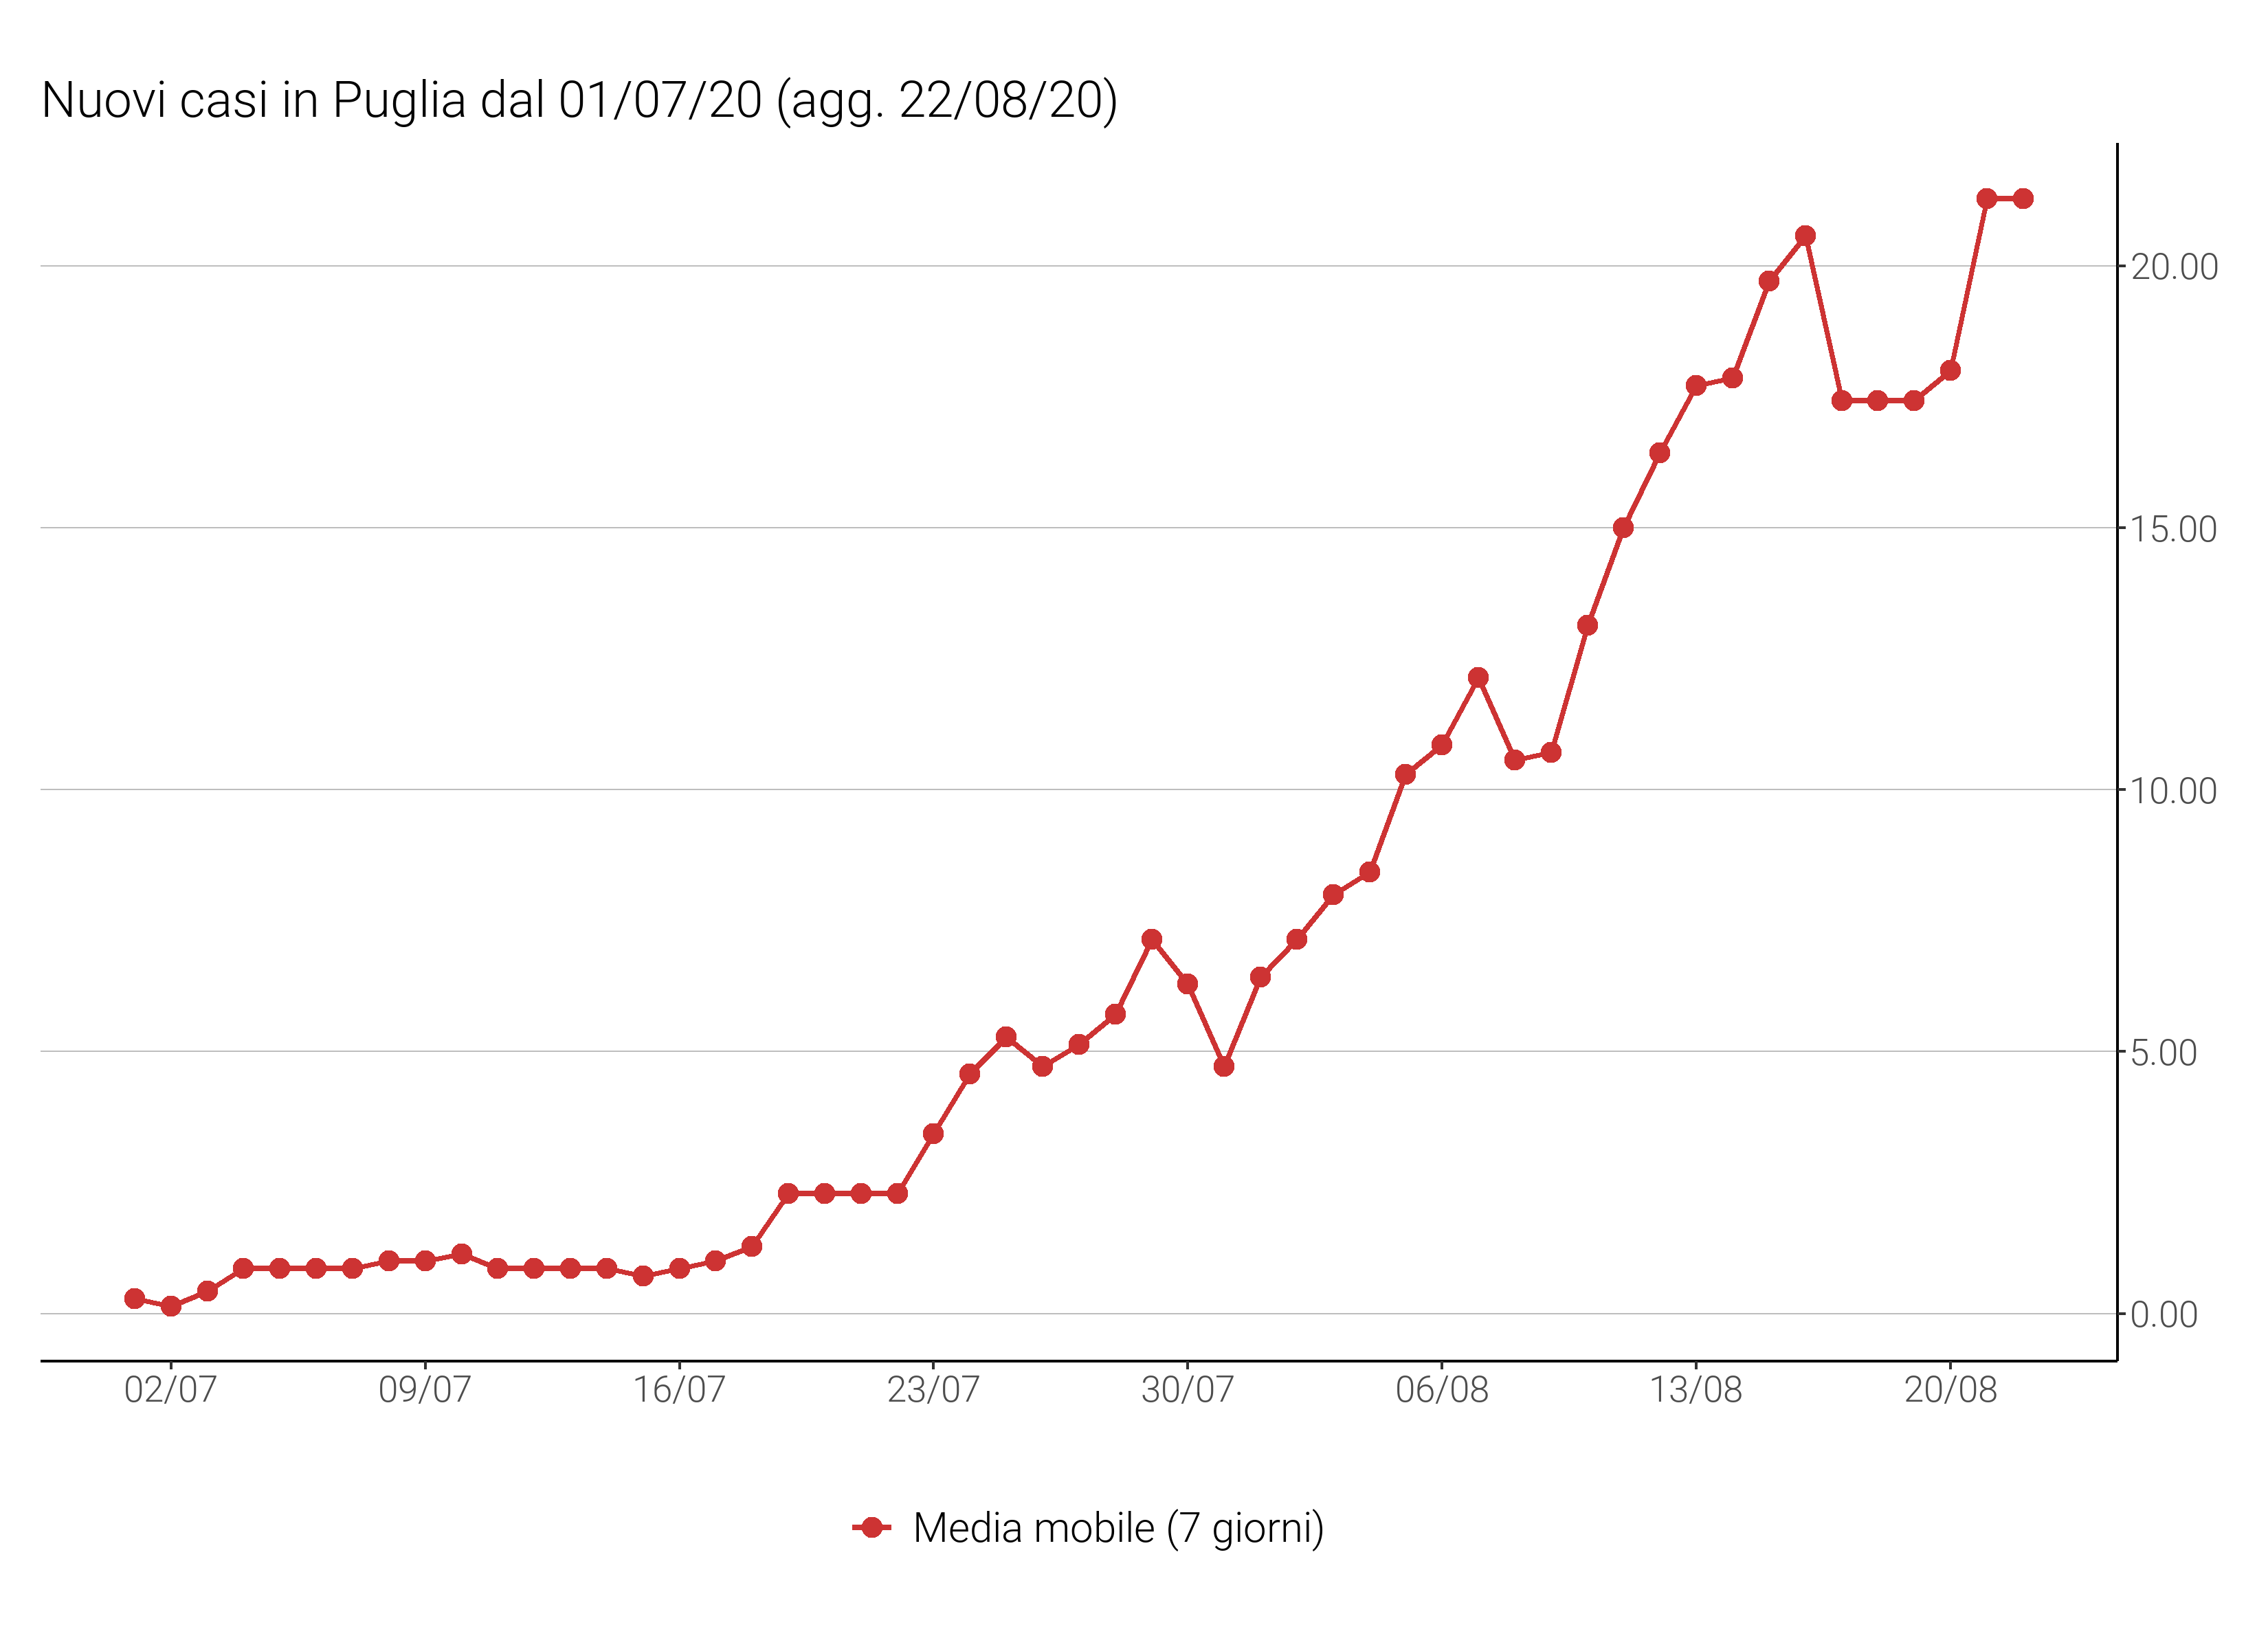 Nuovi casi in Puglia dal 01/07/20 (agg. 22/08/20)
20.00
15.00
10.00
5.00
0.00
02/07 09/07 16/07 23/07 30/07 06/08 13/08 20/08
Media mobile (7 giorni)